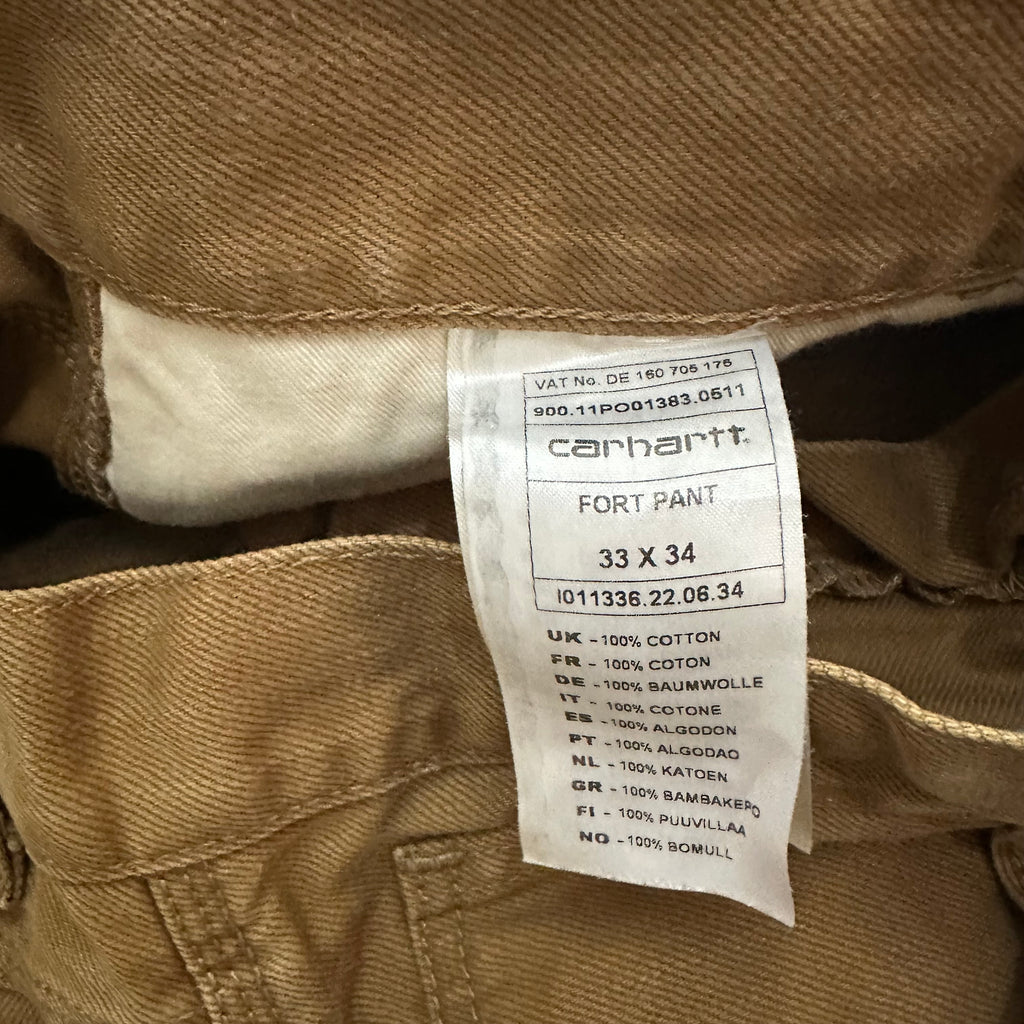 VAT No. DE 160 705 175
900.11PO01383.0511
carhartt.
FORT PANT
33 X 34
I011336.22.06.34
UK - 100% COTTON
FR - 100% COTON
DE - 100% BAUMWOLLE
IT - 100% COTONE
ES - 100% ALGODON
PT - 100% ALGODAO
NL - 100% KATOEN
GR - 100% BAMBAKEPO
FI - 100% PUUVILLAA
NO - 100% BOMULL